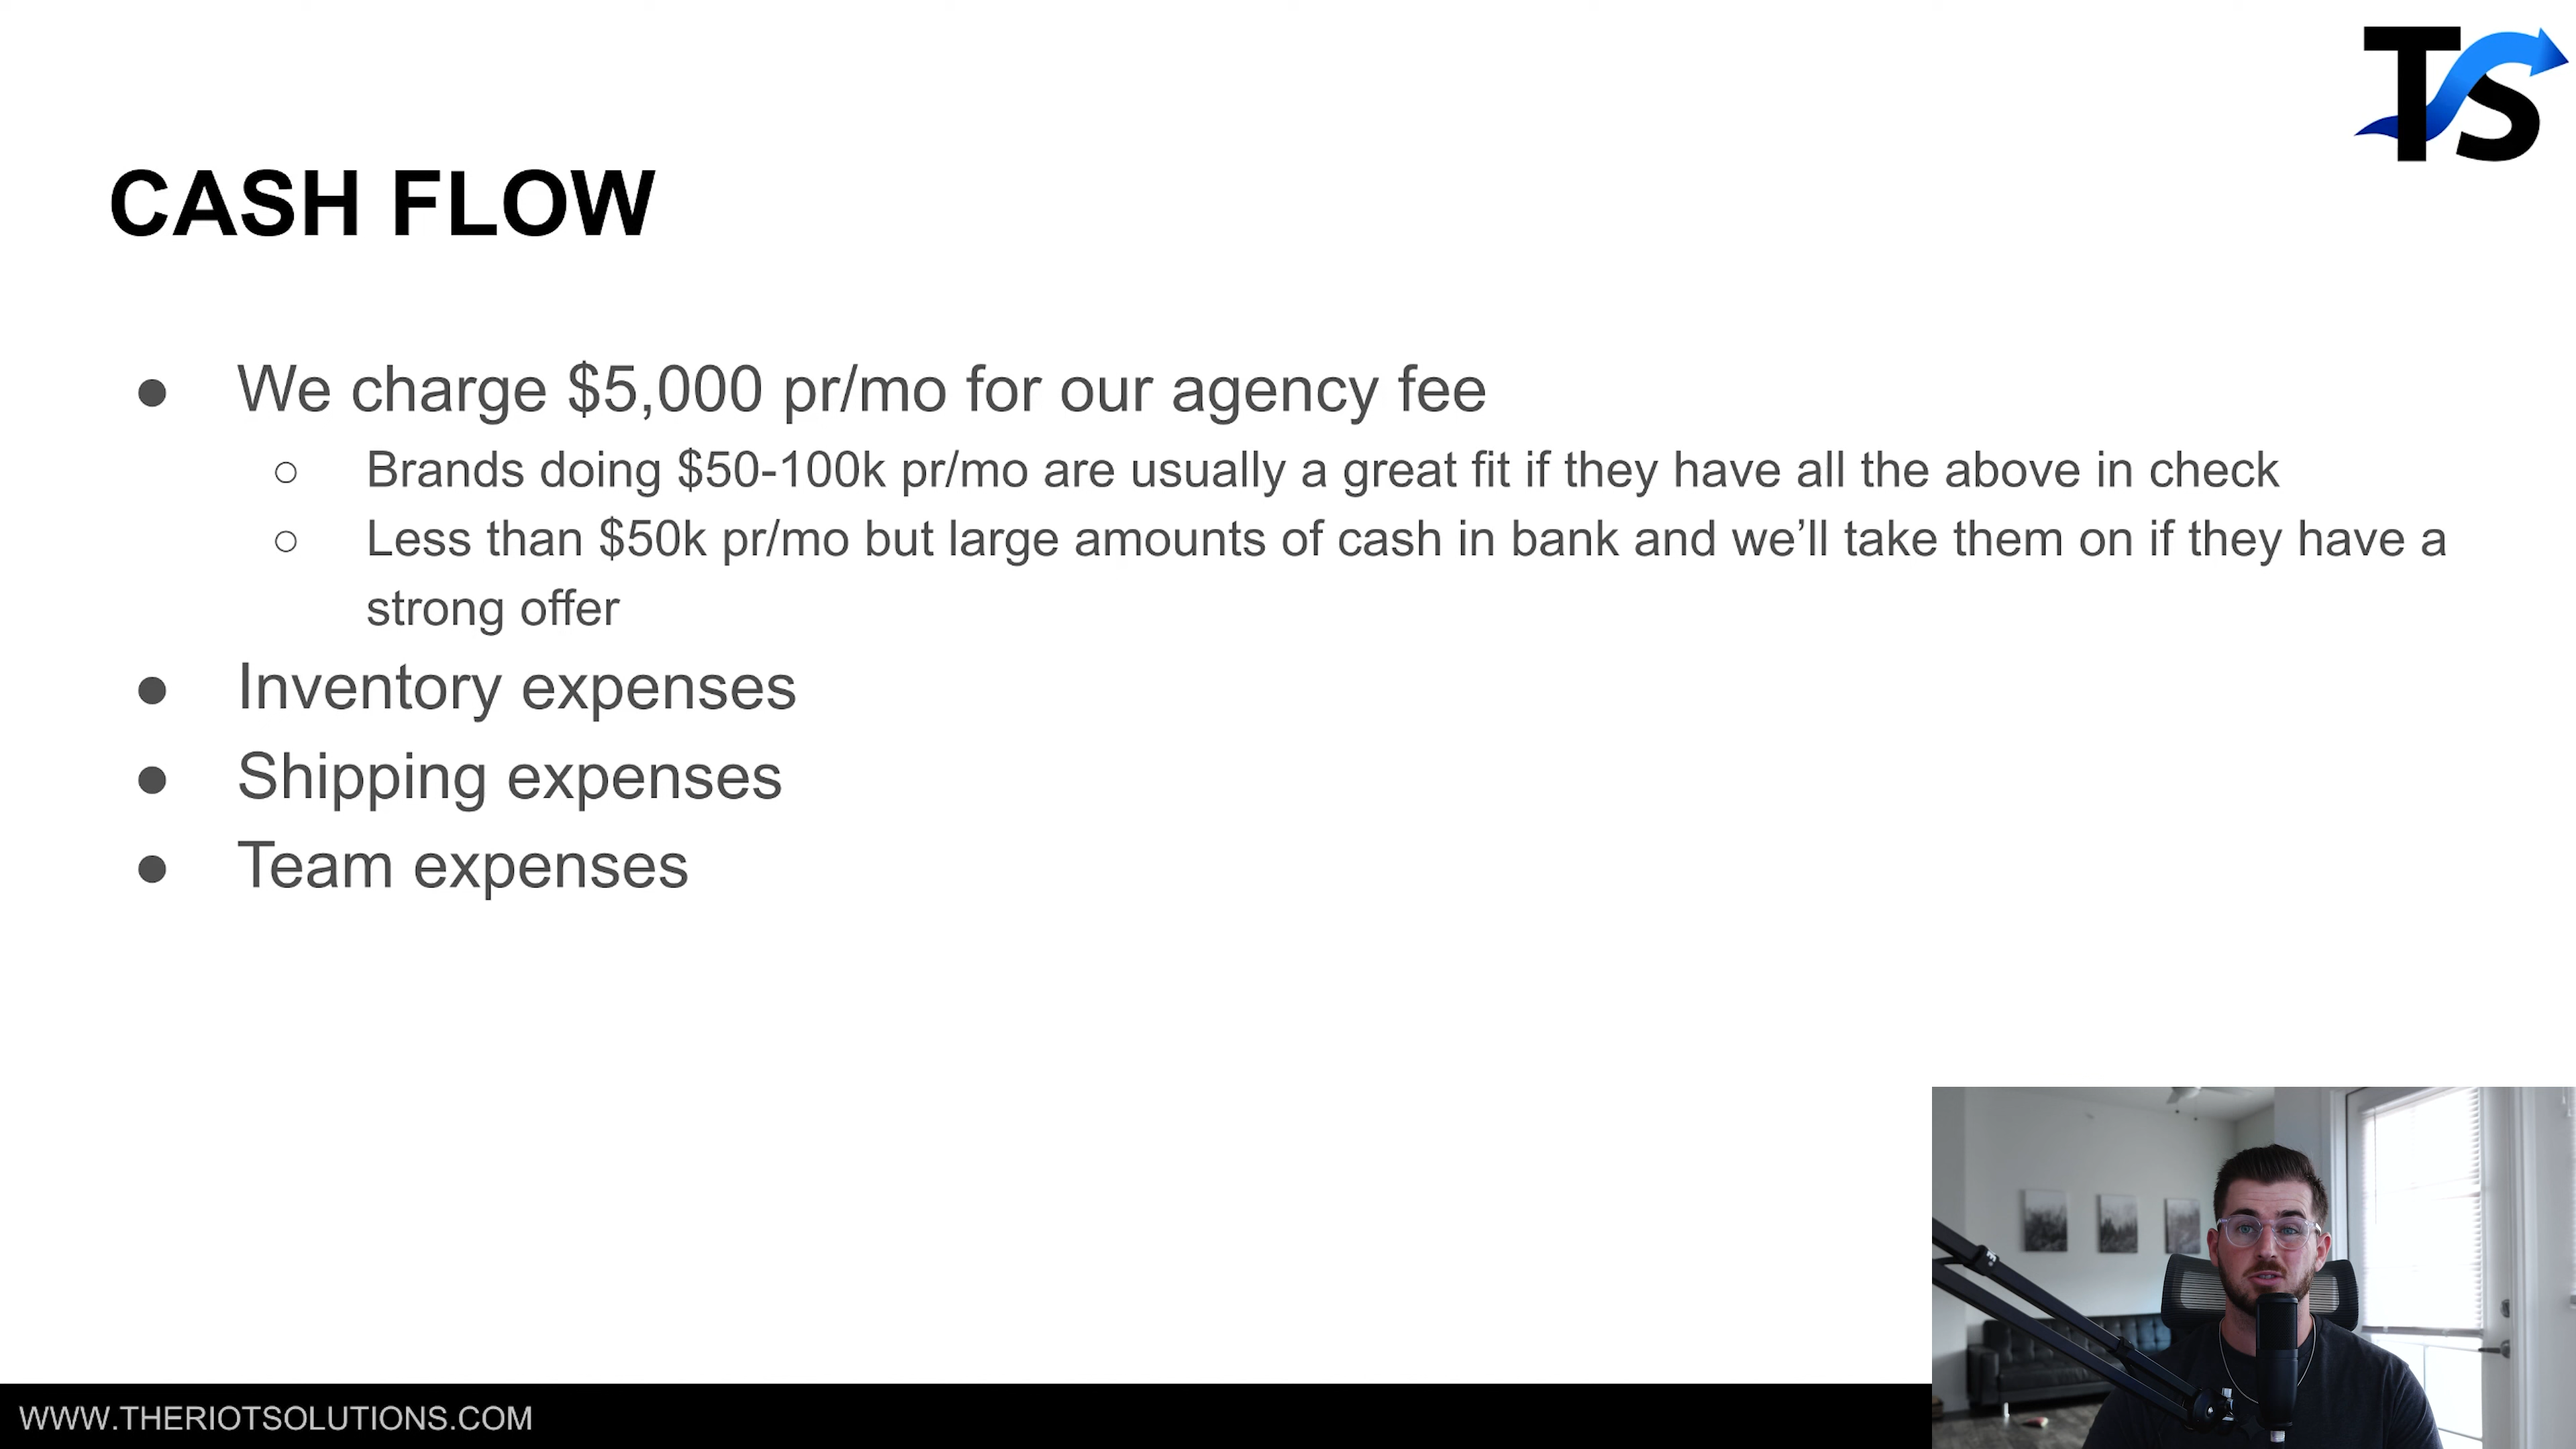 TS
CASH FLOW
● We charge $5,000 pr/mo for our agency fee
○ Brands doing $50-100k pr/mo are usually a great fit if they have all the above in check
○ Less than $50k pr/mo but large amounts of cash in bank and we’ll take them on if they have a
strong offer
● Inventory expenses
● Shipping expenses
● Team expenses
WWW.THERIOTSOLUTIONS.COM